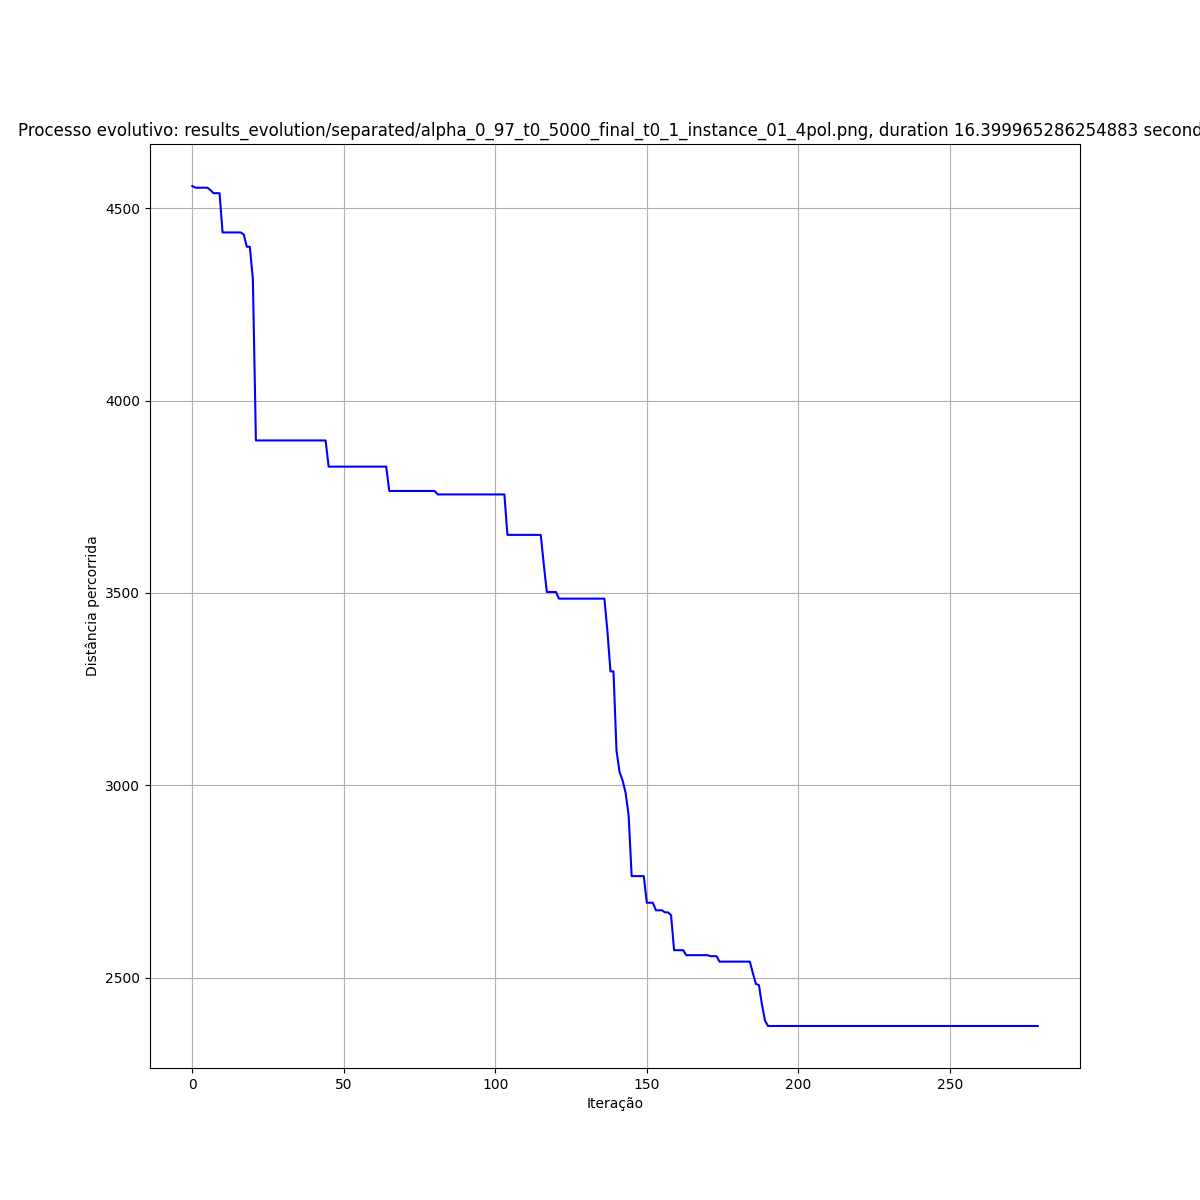 Processo evolutivo: results_evolution/separated/alpha_0_97_t0_5000_final_t0_1_instance_01_4pol.png, duration 16.399965286254883 second
4500
4000
3500
3000
2500
Distância percorrida
0 50 100 150 200 250
Iteração